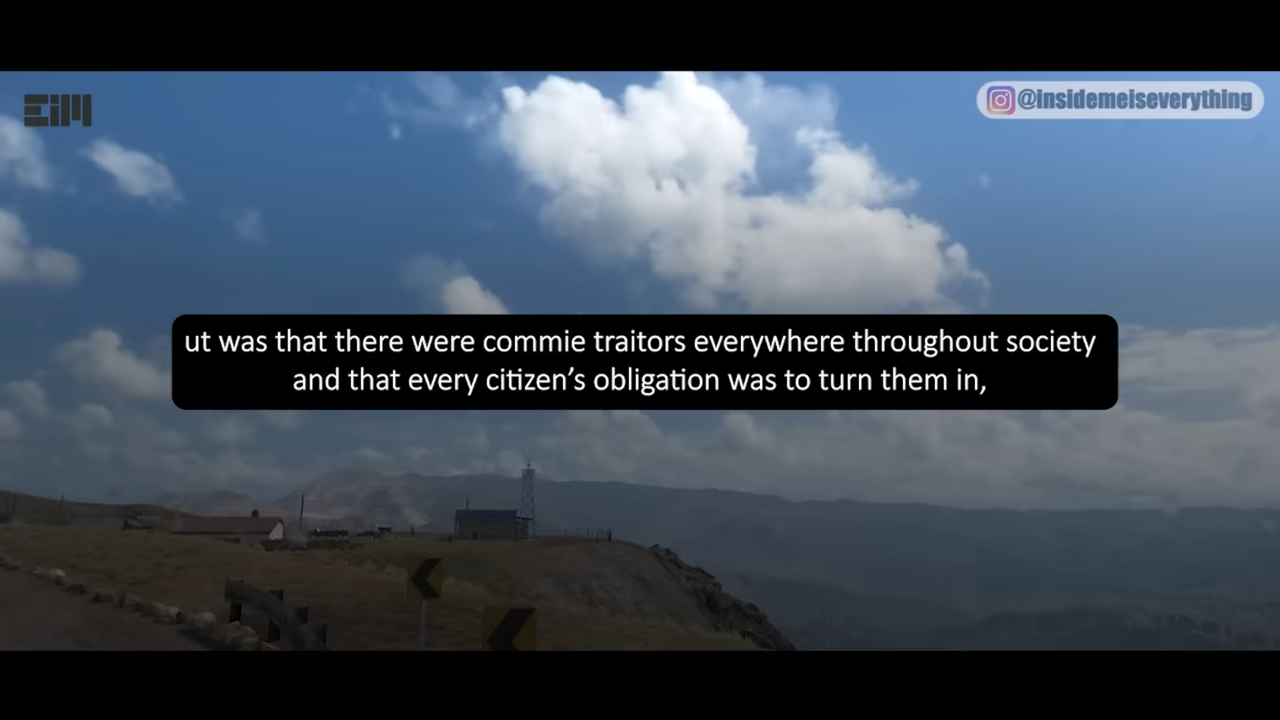 EiM
@insidemeiseverything
ut was that there were commie traitors everywhere throughout society
and that every citizen’s obligation was to turn them in,